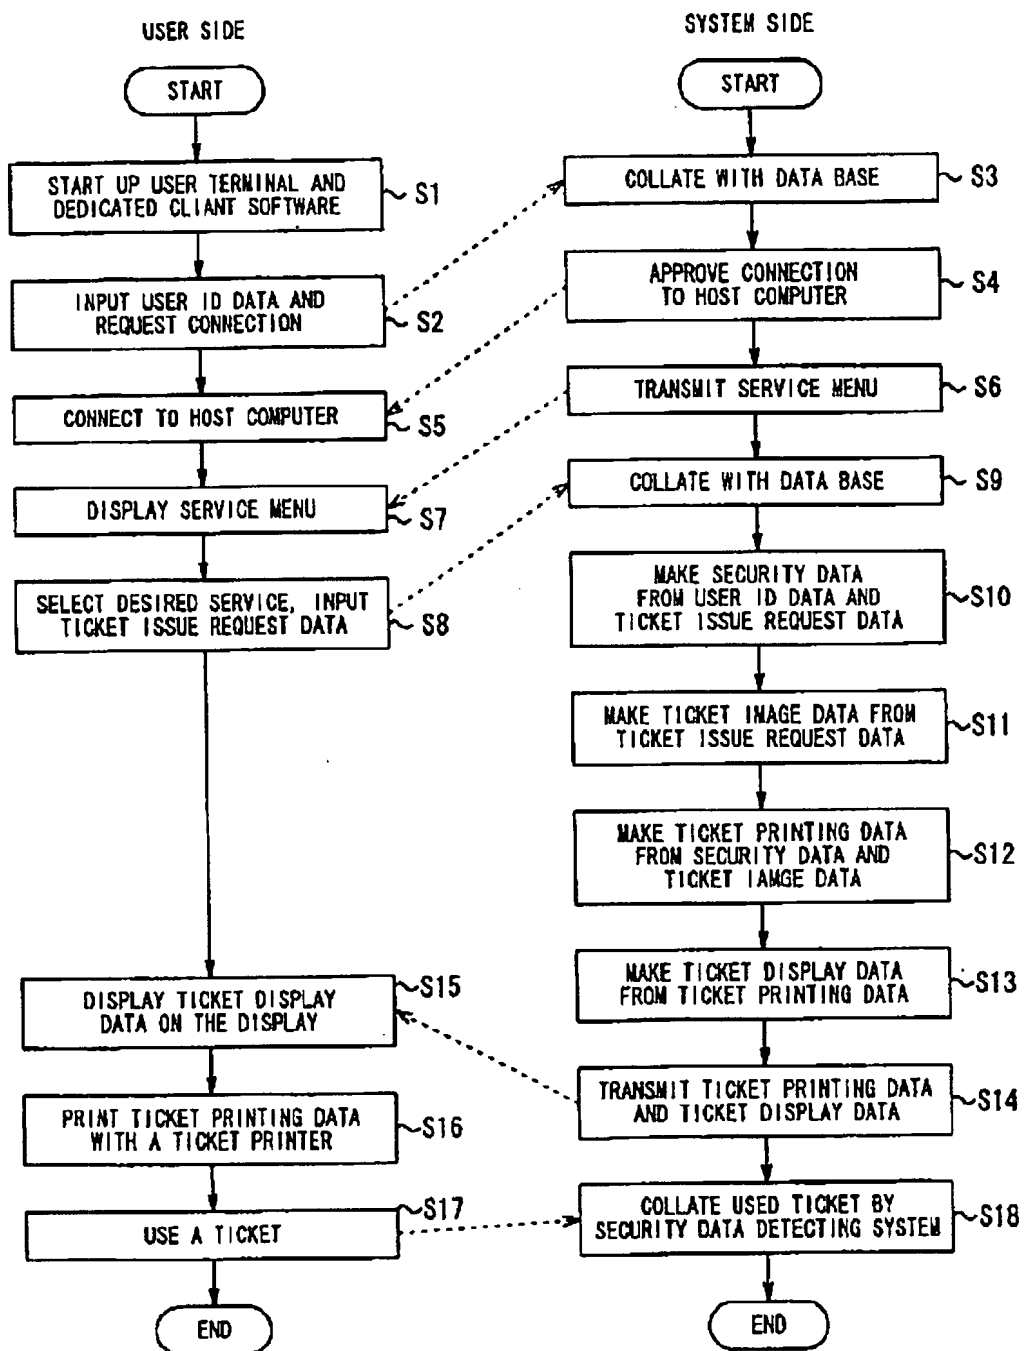 USER SIDE
START
START UP USER TERMINAL AND
DEDICATED CLIANT SOFTWARE
S1
INPUT USER ID DATA AND
REQUEST CONNECTION
S2
CONNECT TO HOST COMPUTER
S5
DISPLAY SERVICE MENU
S7
SELECT DESIRED SERVICE, INPUT
TICKET ISSUE REQUEST DATA
S8
DISPLAY TICKET DISPLAY
DATA ON THE DISPLAY
S15
PRINT TICKET PRINTING DATA
WITH A TICKET PRINTER
S16
USE A TICKET
S17
END
SYSTEM SIDE
START
COLLATE WITH DATA BASE
S3
APPROVE CONNECTION
TO HOST COMPUTER
S4
TRANSMIT SERVICE MENU
S6
COLLATE WITH DATA BASE
S9
MAKE SECURITY DATA
FROM USER ID DATA AND
TICKET ISSUE REQUEST DATA
S10
MAKE TICKET IMAGE DATA FROM
TICKET ISSUE REQUEST DATA
S11
MAKE TICKET PRINTING DATA
FROM SECURITY DATA AND
TICKET IAMGE DATA
S12
MAKE TICKET DISPLAY DATA
FROM TICKET PRINTING DATA
S13
TRANSMIT TICKET PRINTING DATA
AND TICKET DISPLAY DATA
S14
COLLATE USED TICKET BY
SECURITY DATA DETECTING SYSTEM
S18
END